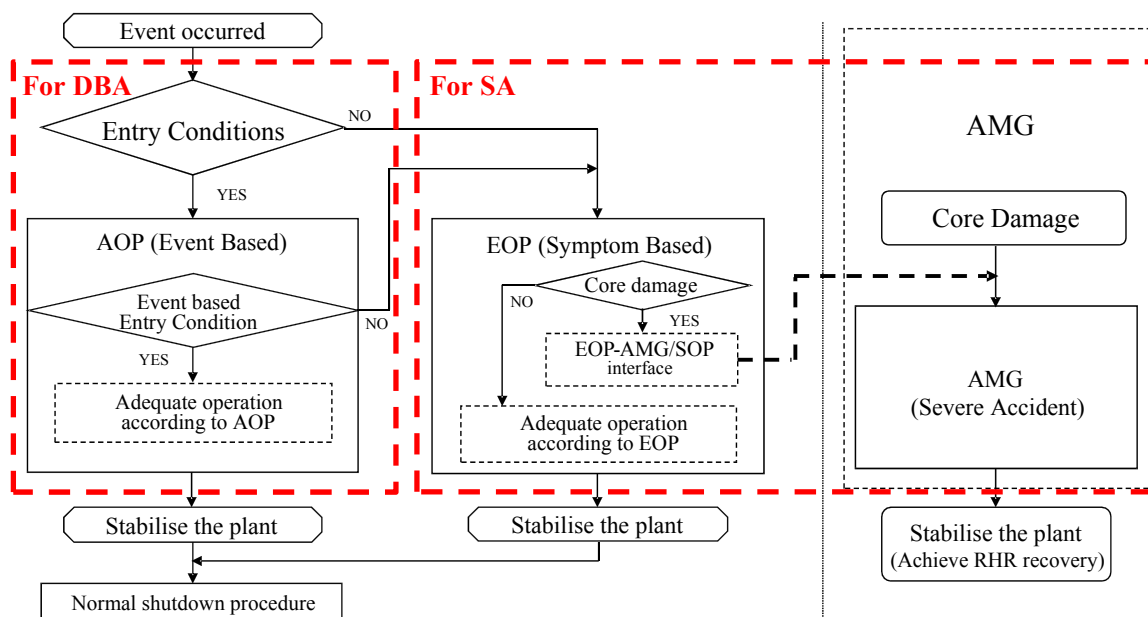 Event occurred
For DBA
Entry Conditions
NO
YES
AOP (Event Based)
Event based
Entry Condition
NO
YES
Adequate operation
according to AOP
Stabilise the plant
Normal shutdown procedure
For SA
EOP (Symptom Based)
Core damage
NO
YES
EOP-AMG/SOP
interface
Adequate operation
according to EOP
Stabilise the plant
AMG
Core Damage
AMG
(Severe Accident)
Stabilise the plant
(Achieve RHR recovery)